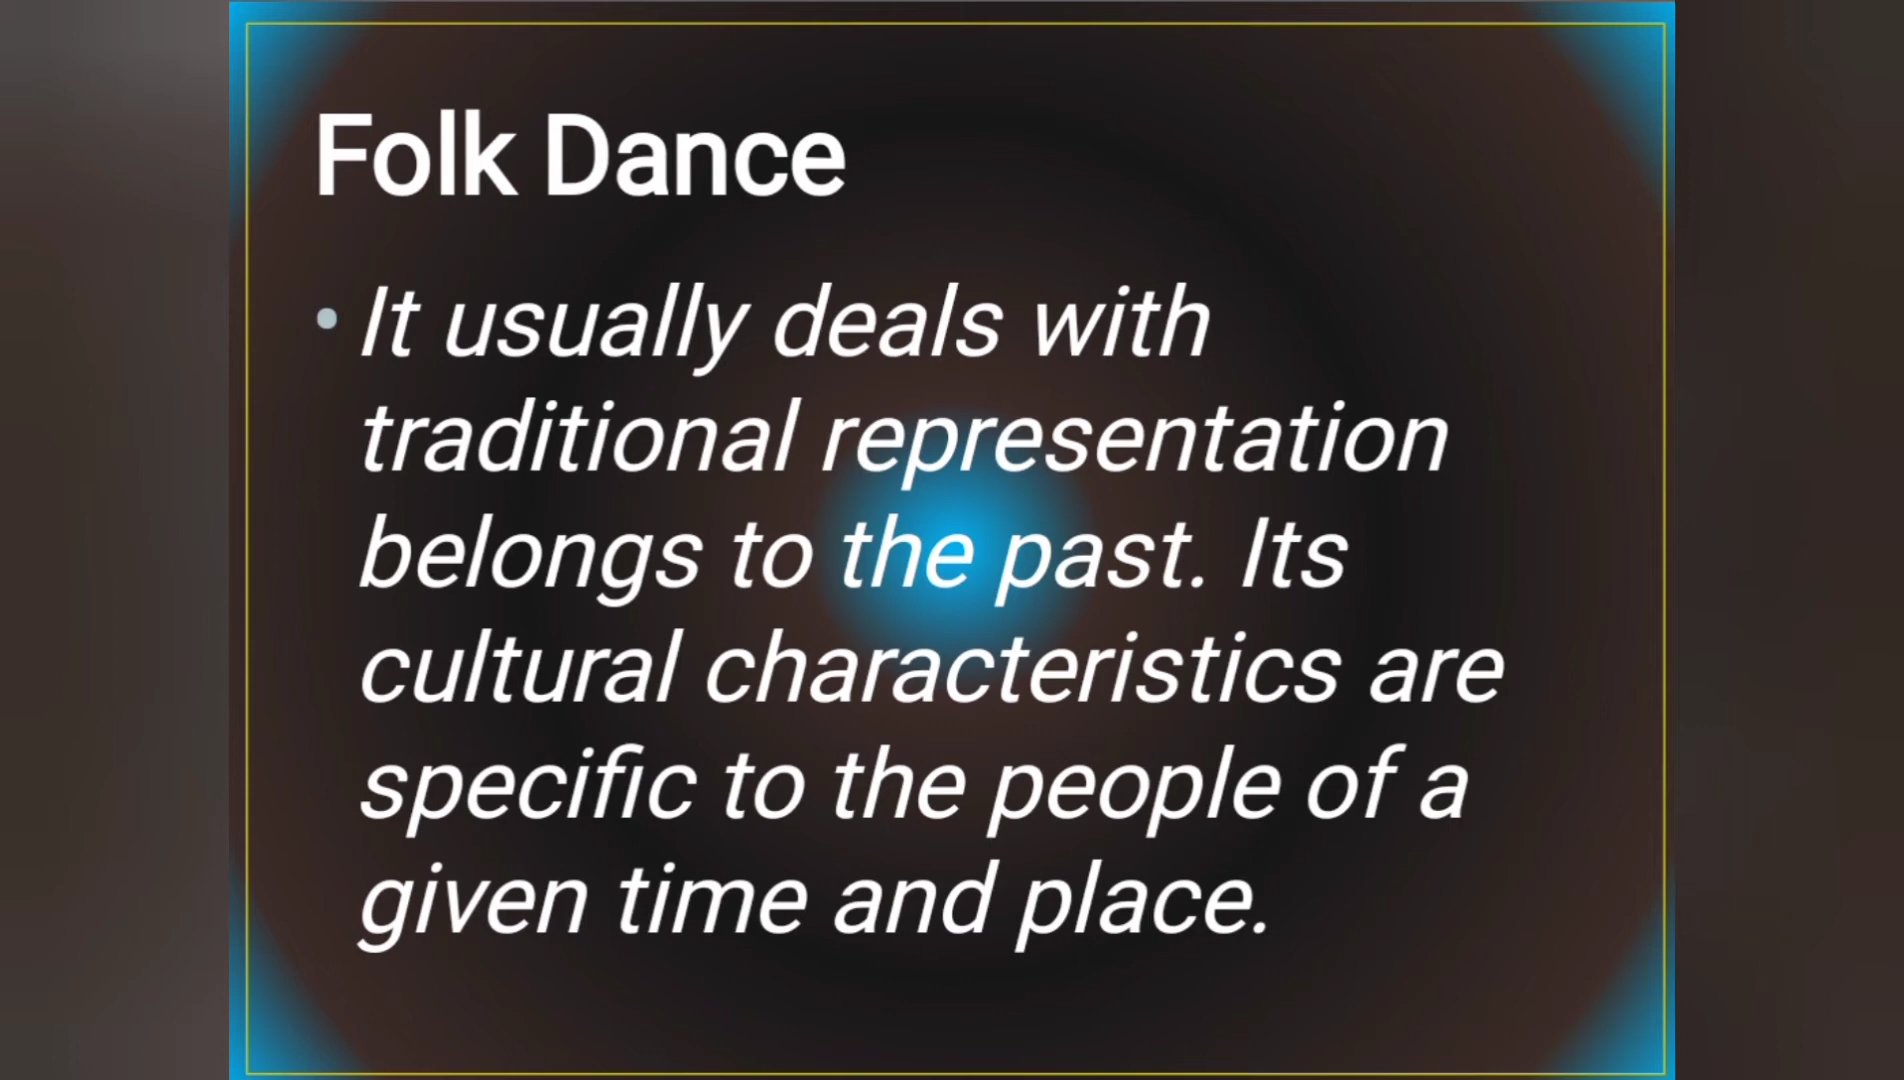 Folk Dance
• It usually deals with
traditional representation
belongs to the past. Its
cultural characteristics are
specific to the people of a
given time and place.